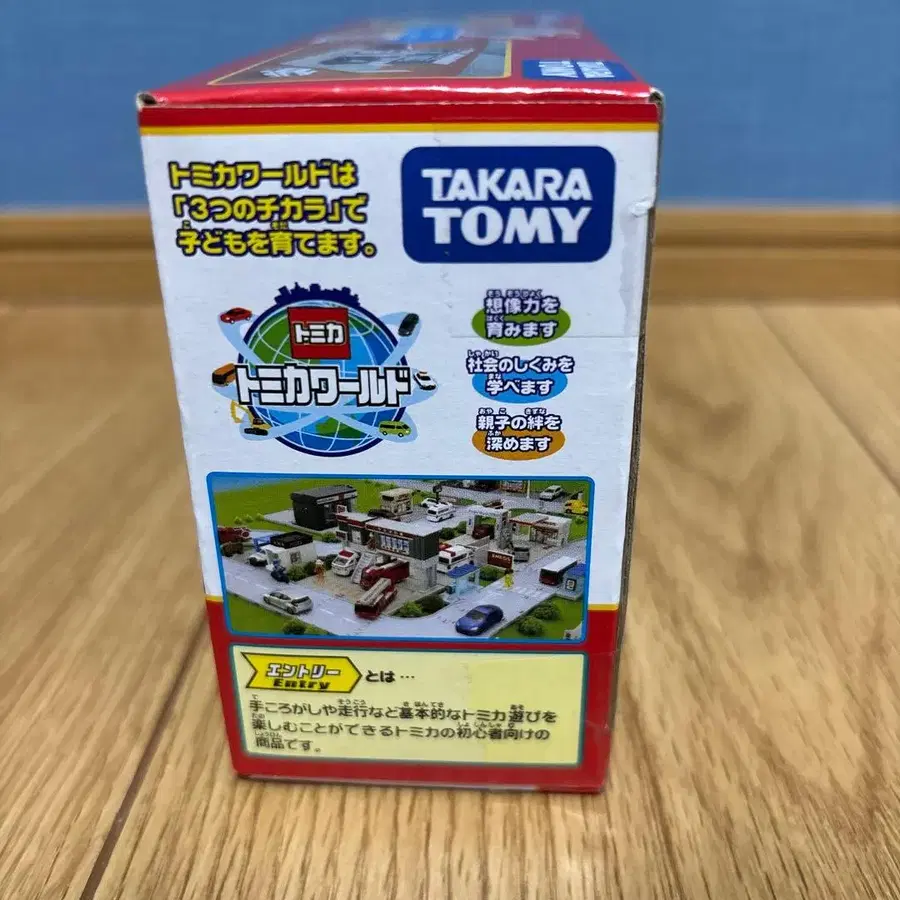 トミカワールドは
「3つのチカラ」で
子どもを育てます。
TAKARA
TOMY
トミカ
トミカワールド
想像力を
育みます
社会のしくみを
学べます
親子の絆を
深めます
エントリー
Entry
とは…
手ころがしや走行など基本的なトミカ遊びを
楽しむことができるトミカの初心者向けの
商品です。